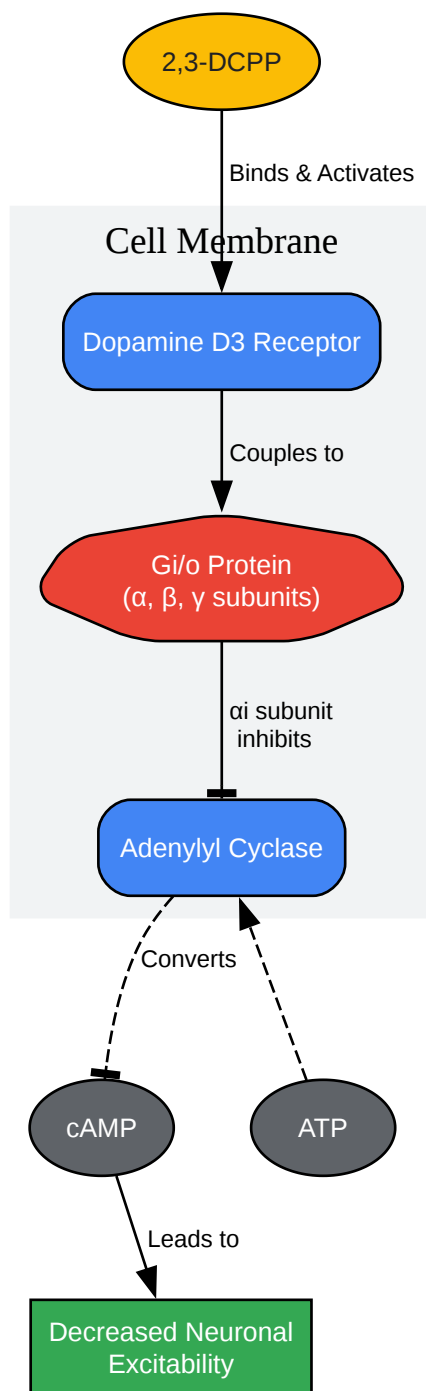 2,3-DCPP
Binds & Activates
Cell Membrane
Dopamine D3 Receptor
Couples to
Gi/o Protein
(α, β, γ subunits)
αi subunit
inhibits
Adenylyl Cyclase
Converts
cAMP
ATP
Leads to
Decreased Neuronal
Excitability